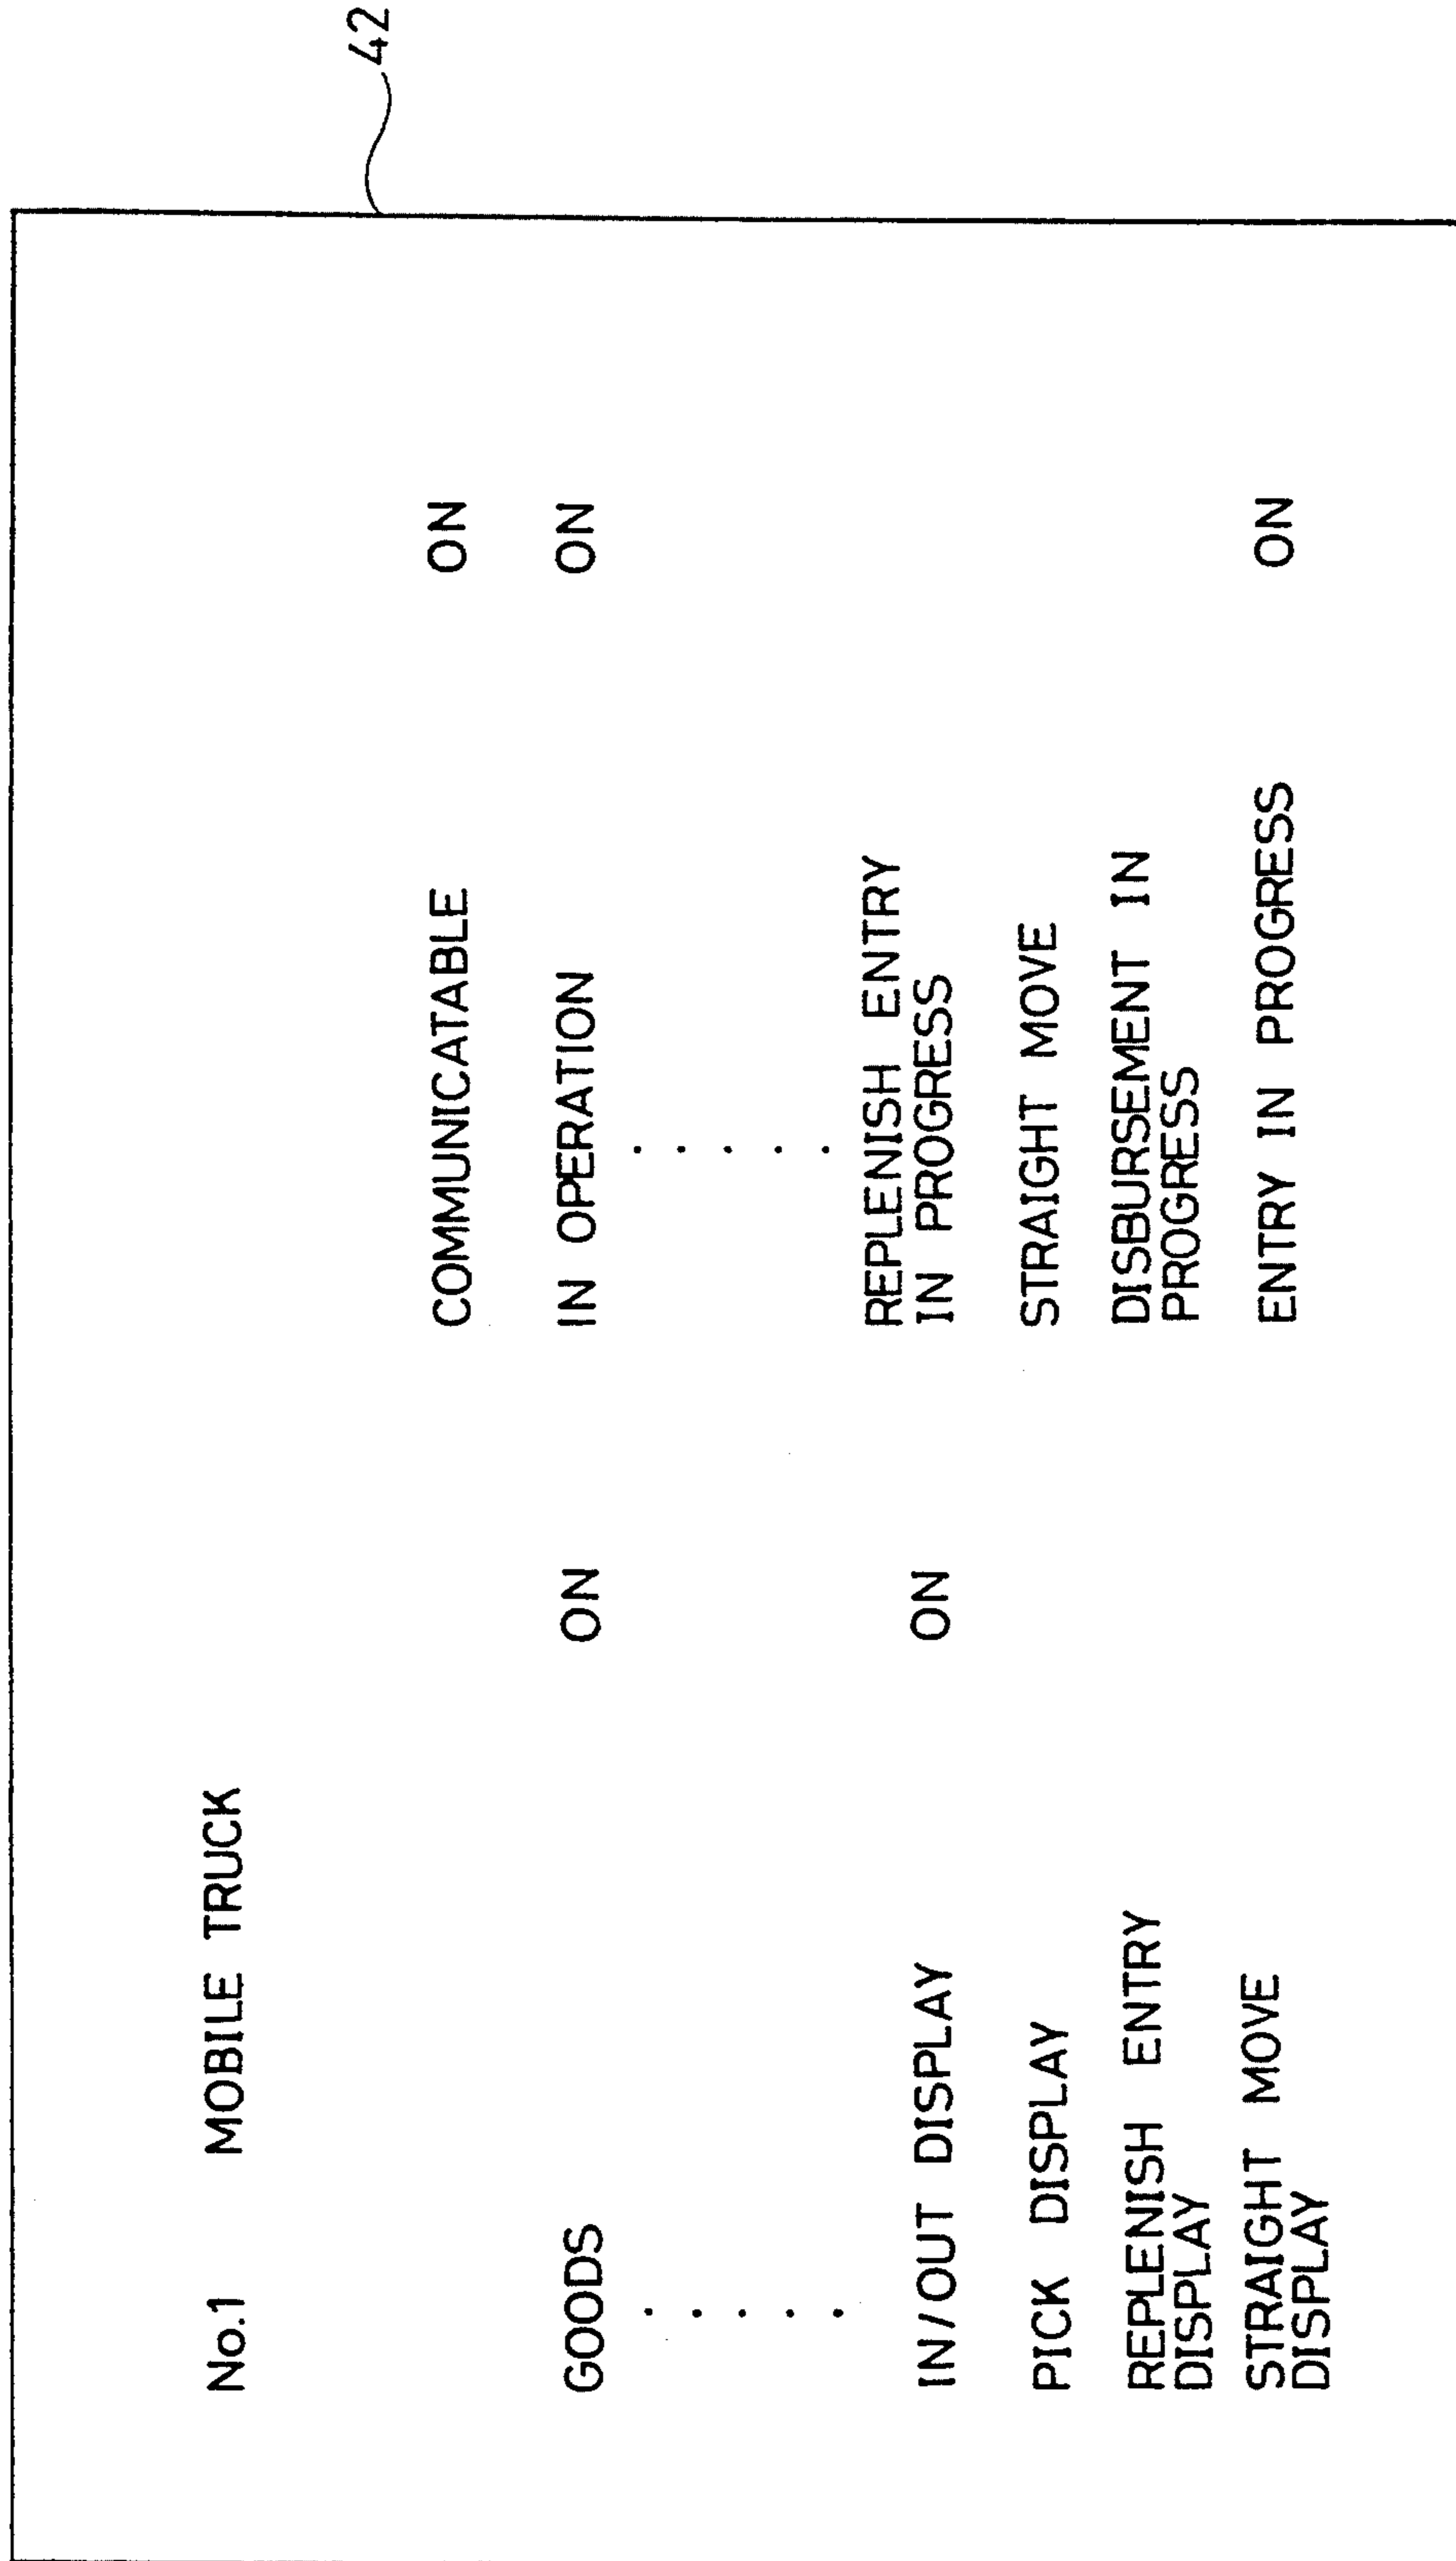 42
No.1 MOBILE TRUCK
COMMUNICATABLE ON
GOODS ON
IN OPERATION ON
. . . . .
. . . . .
IN/OUT DISPLAY ON
PICK DISPLAY
REPLENISH ENTRY
DISPLAY
STRAIGHT MOVE
DISPLAY
REPLENISH ENTRY
IN PROGRESS
STRAIGHT MOVE
DISBURSEMENT IN
PROGRESS
ENTRY IN PROGRESS ON